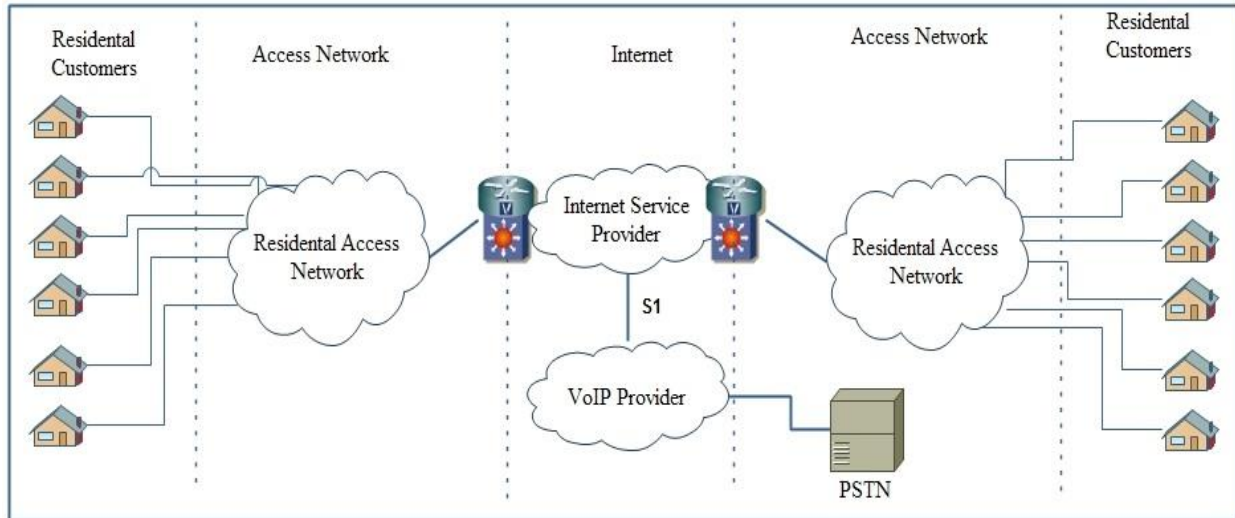 Residental
Customers
Access Network
Internet
Access Network
Residental
Customers
V
V
Residental Access
Network
Internet Service
Provider
Residental Access
Network
S1
VoIP Provider
PSTN